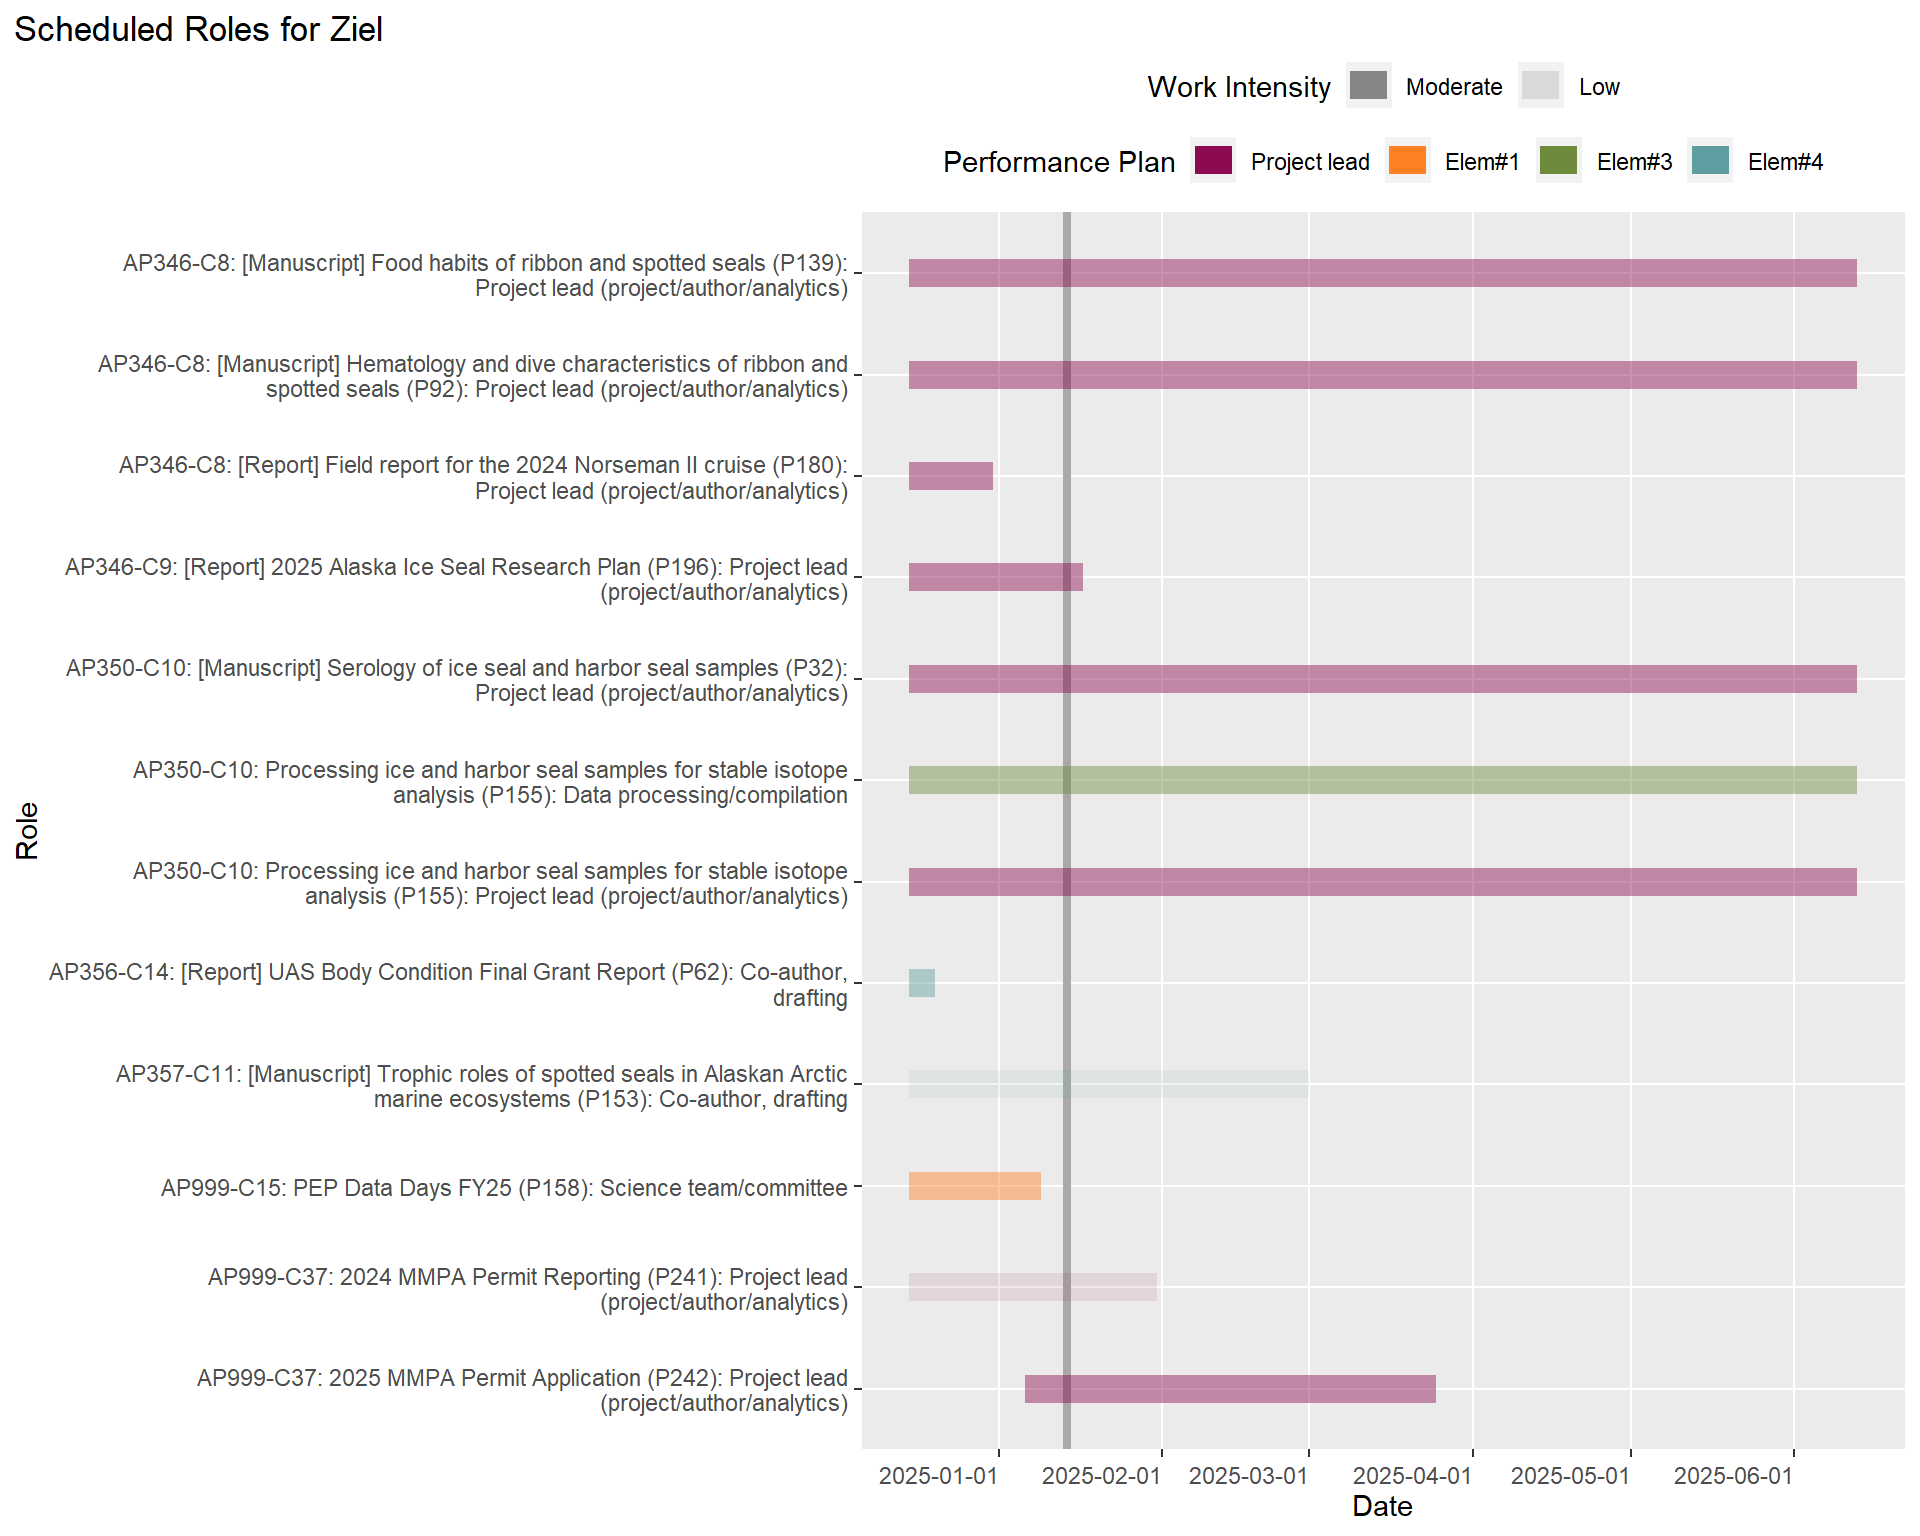 Scheduled Roles for Ziel
Work Intensity Moderate Low
Performance Plan Project lead Elem#1 Elem#3 Elem#4
AP346-C8: [Manuscript] Food habits of ribbon and spotted seals (P139):
Project lead (project/author/analytics)
AP346-C8: [Manuscript] Hematology and dive characteristics of ribbon and
spotted seals (P92): Project lead (project/author/analytics)
AP346-C8: [Report] Field report for the 2024 Norseman II cruise (P180):
Project lead (project/author/analytics)
AP346-C9: [Report] 2025 Alaska Ice Seal Research Plan (P196): Project lead
(project/author/analytics)
AP350-C10: [Manuscript] Serology of ice seal and harbor seal samples (P32):
Project lead (project/author/analytics)
AP350-C10: Processing ice and harbor seal samples for stable isotope
analysis (P155): Data processing/compilation
AP350-C10: Processing ice and harbor seal samples for stable isotope
analysis (P155): Project lead (project/author/analytics)
AP356-C14: [Report] UAS Body Condition Final Grant Report (P62): Co-author,
drafting
AP357-C11: [Manuscript] Trophic roles of spotted seals in Alaskan Arctic
marine ecosystems (P153): Co-author, drafting
AP999-C15: PEP Data Days FY25 (P158): Science team/committee
AP999-C37: 2024 MMPA Permit Reporting (P241): Project lead
(project/author/analytics)
AP999-C37: 2025 MMPA Permit Application (P242): Project lead
(project/author/analytics)
Role
2025-01-01 2025-02-01 2025-03-01 2025-04-01 2025-05-01 2025-06-01
Date